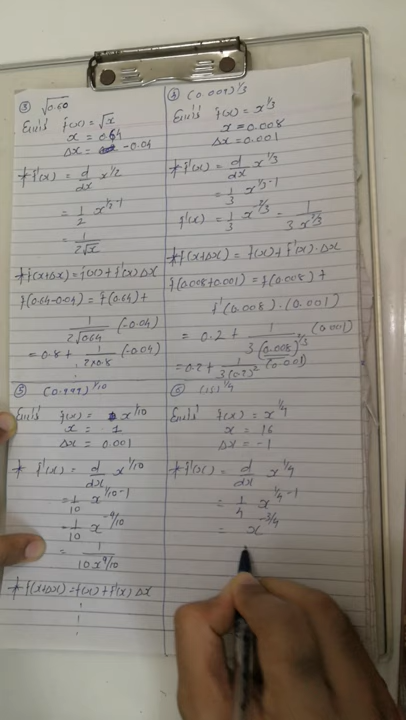 ③ √0.60
f(x) = √x
x = 0.64
Δx = -0.04
* f'(x) = d/dx x^1/2
= 1/2 x^1/2-1
= 1/2√x
* f(x+Δx) = f(x) + f'(x) Δx
f(0.64-0.04) = f(0.64) +
1/2√0.64 (-0.04)
= 0.8 + 1/2×0.8 (-0.04)
④ (0.009)^1/3
f(x) = x^1/3
x = 0.008
Δx = 0.001
* f'(x) = d/dx x^1/3
= 1/3 x^1/3-1
f'(x) = 1/3 x^-2/3 = 1/3x^2/3
* f(x+Δx) = f(x) + f'(x)·Δx
f(0.008+0.001) = f(0.008) +
f'(0.008)·(0.001)
= 0.2 + 1/3(0.008)^2/3 (0.001)
= 0.2 + 1/3(0.2)² (0.001)
⑤ (0.999)^1/10
f(x) = x^1/10
x = 1
Δx = 0.001
* f'(x) = d/dx x^1/10
= 1/10 x^1/10-1
= 1/10 x^-9/10
= 1/10x^9/10
* f(x+Δx) = f(x) + f'(x) Δx
⑥ (15)^1/4
f(x) = x^1/4
x = 16
Δx = -1
* f'(x) = d/dx x^1/4
= 1/4 x^1/4-1
= x^-3/4